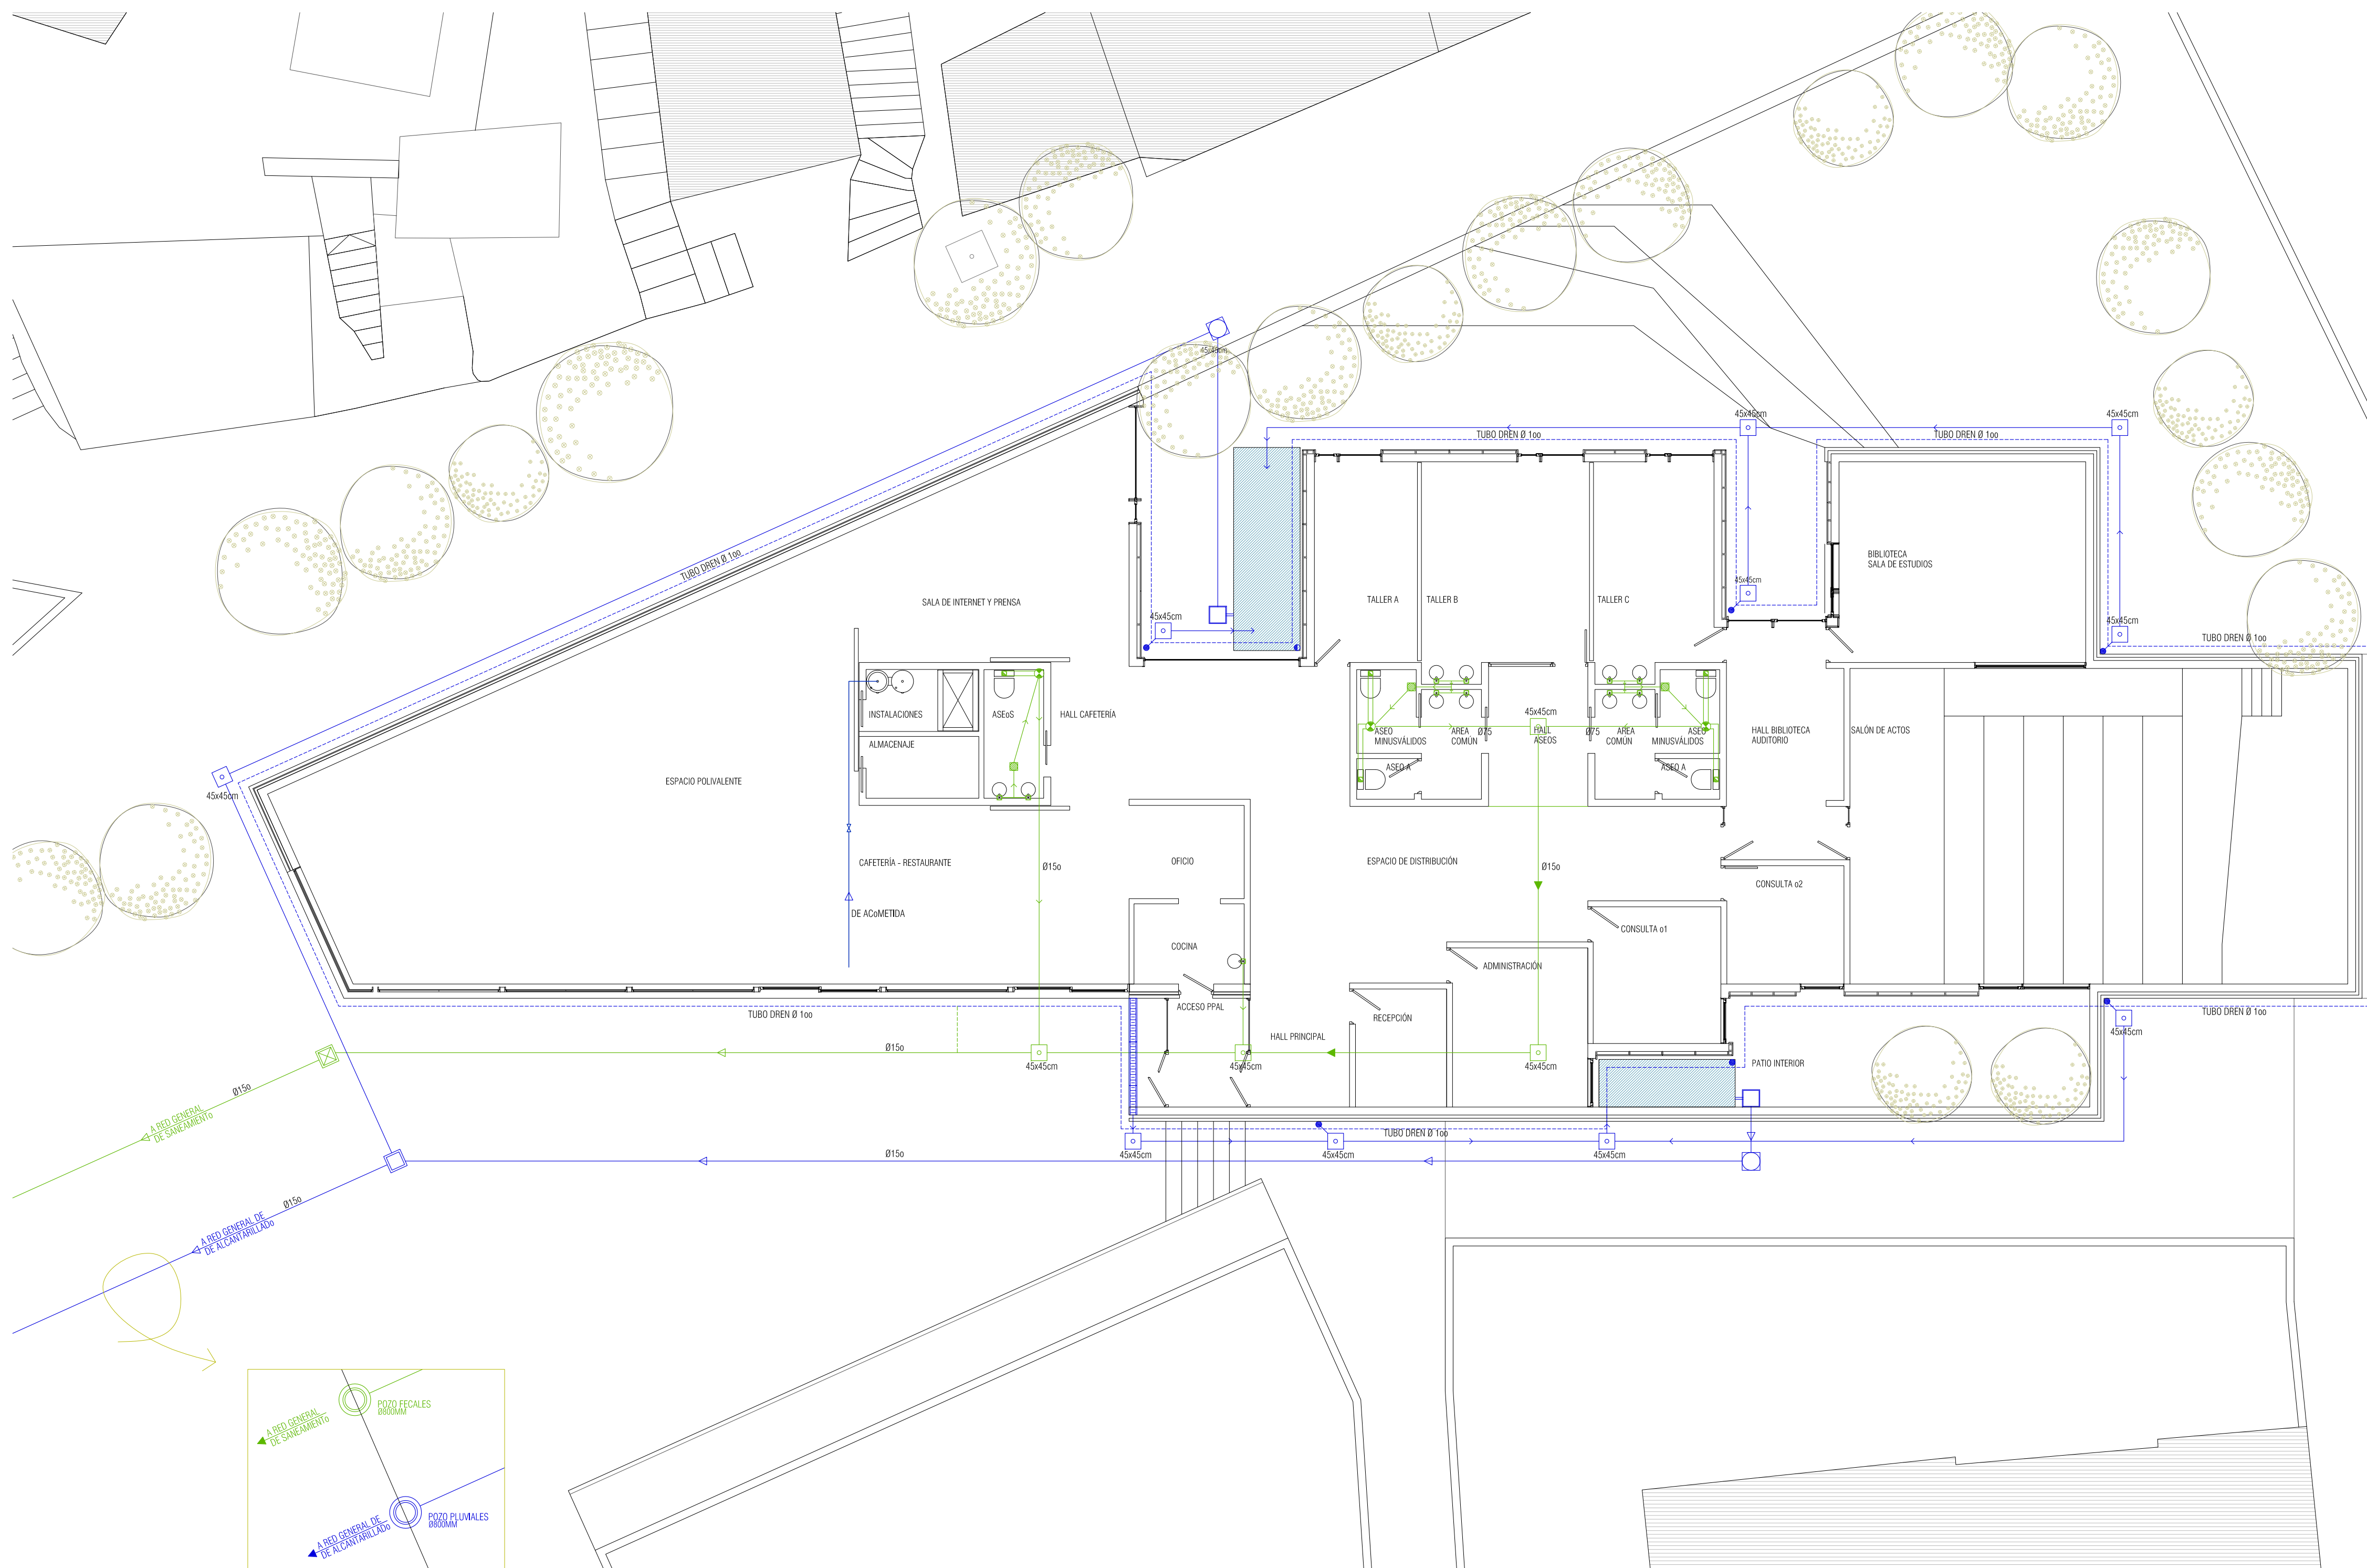 45x45cm
45x45cm
45x45cm
TUBO DREN Ø 1oo
TUBO DREN Ø 1oo
TUBO DREN Ø 1oo
BIBLIOTECA
SALA DE ESTUDIOS
45x45cm
SALA DE INTERNET Y PRENSA
TALLER A
TALLER B
TALLER C
45x45cm
45x45cm
TUBO DREN Ø 1oo
INSTALACIONES
ASEoS
HALL CAFETERÍA
45x45cm
ALMACENAJE
ASEO
MINUSVÁLIDOS
AREA
COMÚN
Ø75
HALL
ASEOS
Ø75
AREA
COMÚN
ASEO
MINUSVÁLIDOS
HALL BIBLIOTECA
AUDITORIO
SALÓN DE ACTOS
ASEO A
ASEO A
ESPACIO POLIVALENTE
45x45cm
CAFETERÍA - RESTAURANTE
Ø15o
OFICIO
ESPACIO DE DISTRIBUCIÓN
Ø15o
CONSULTA o2
DE ACoMETIDA
CONSULTA o1
COCINA
ADMINISTRACIÓN
TUBO DREN Ø 1oo
ACCESO PPAL
RECEPCIÓN
TUBO DREN Ø 1oo
45x45cm
HALL PRINCIPAL
Ø15o
45x45cm
45x45cm
45x45cm
PATIO INTERIOR
Ø15o
A RED GENERAL
DE SANEAMIENTo
TUBO DREN Ø 1oo
Ø15o
45x45cm
45x45cm
45x45cm
Ø15o
A RED GENERAL DE
DE ALCANTARILLADo
POZO FECALES
Ø800MM
A RED GENERAL
DE SANEAMIENTo
POZO PLUVIALES
Ø800MM
A RED GENERAL DE
DE ALCANTARILLADo